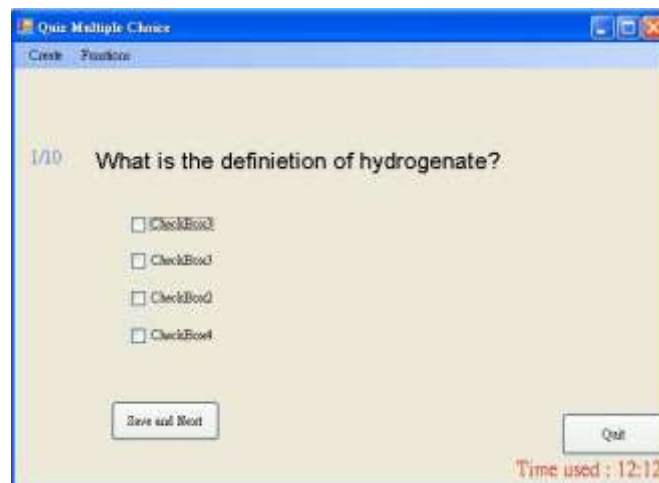 Quiz Multiple Choice
Create Functions
1/10 What is the definietion of hydrogenate?
CheckBox3
CheckBox3
CheckBox2
CheckBox4
Save and Next
Quit
Time used : 12:12